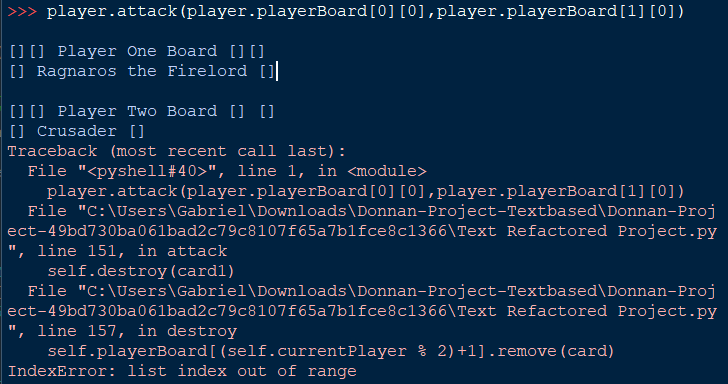 >>> player.attack(player.playerBoard[0][0],player.playerBoard[1][0])
[][] Player One Board [][]
[] Ragnaros the Firelord []
[][] Player Two Board [] []
[] Crusader []
Traceback (most recent call last):
  File "<pyshell#40>", line 1, in <module>
    player.attack(player.playerBoard[0][0],player.playerBoard[1][0])
  File "C:\Users\Gabriel\Downloads\Donnan-Project-Textbased\Donnan-Proj
ect-49bd730ba061bad2c79c8107f65a7b1fce8c1366\Text Refactored Project.py
", line 151, in attack
    self.destroy(card1)
  File "C:\Users\Gabriel\Downloads\Donnan-Project-Textbased\Donnan-Proj
ect-49bd730ba061bad2c79c8107f65a7b1fce8c1366\Text Refactored Project.py
", line 157, in destroy
    self.playerBoard[(self.currentPlayer % 2)+1].remove(card)
IndexError: list index out of range